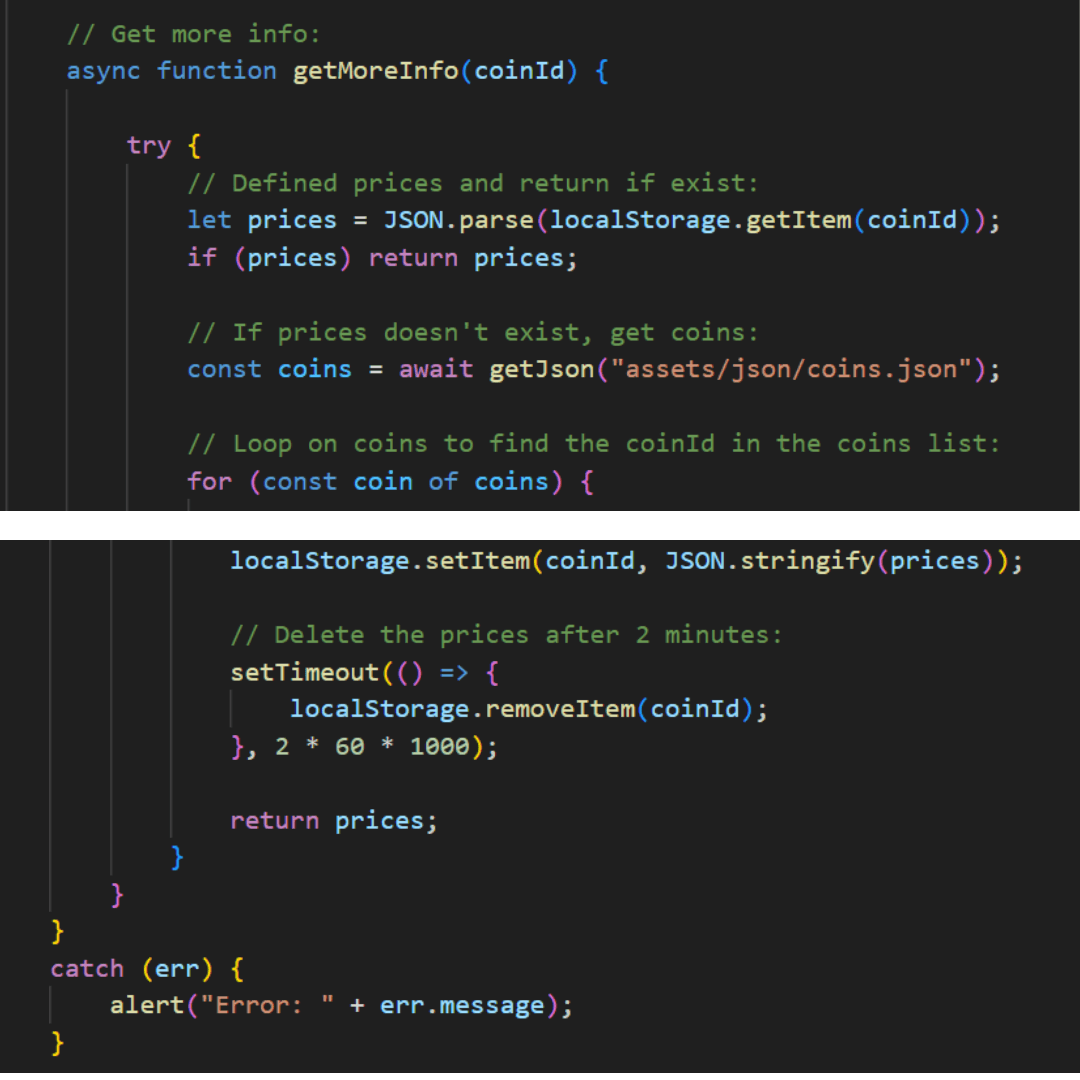 // Get more info:
async function getMoreInfo(coinId) {
try {
// Defined prices and return if exist:
let prices = JSON.parse(localStorage.getItem(coinId));
if (prices) return prices;
// If prices doesn't exist, get coins:
const coins = await getJson("assets/json/coins.json");
// Loop on coins to find the coinId in the coins list:
for (const coin of coins) {
localStorage.setItem(coinId, JSON.stringify(prices));
// Delete the prices after 2 minutes:
setTimeout(() => {
localStorage.removeItem(coinId);
}, 2 * 60 * 1000);
return prices;
}
}
}
catch (err) {
alert("Error: " + err.message);
}